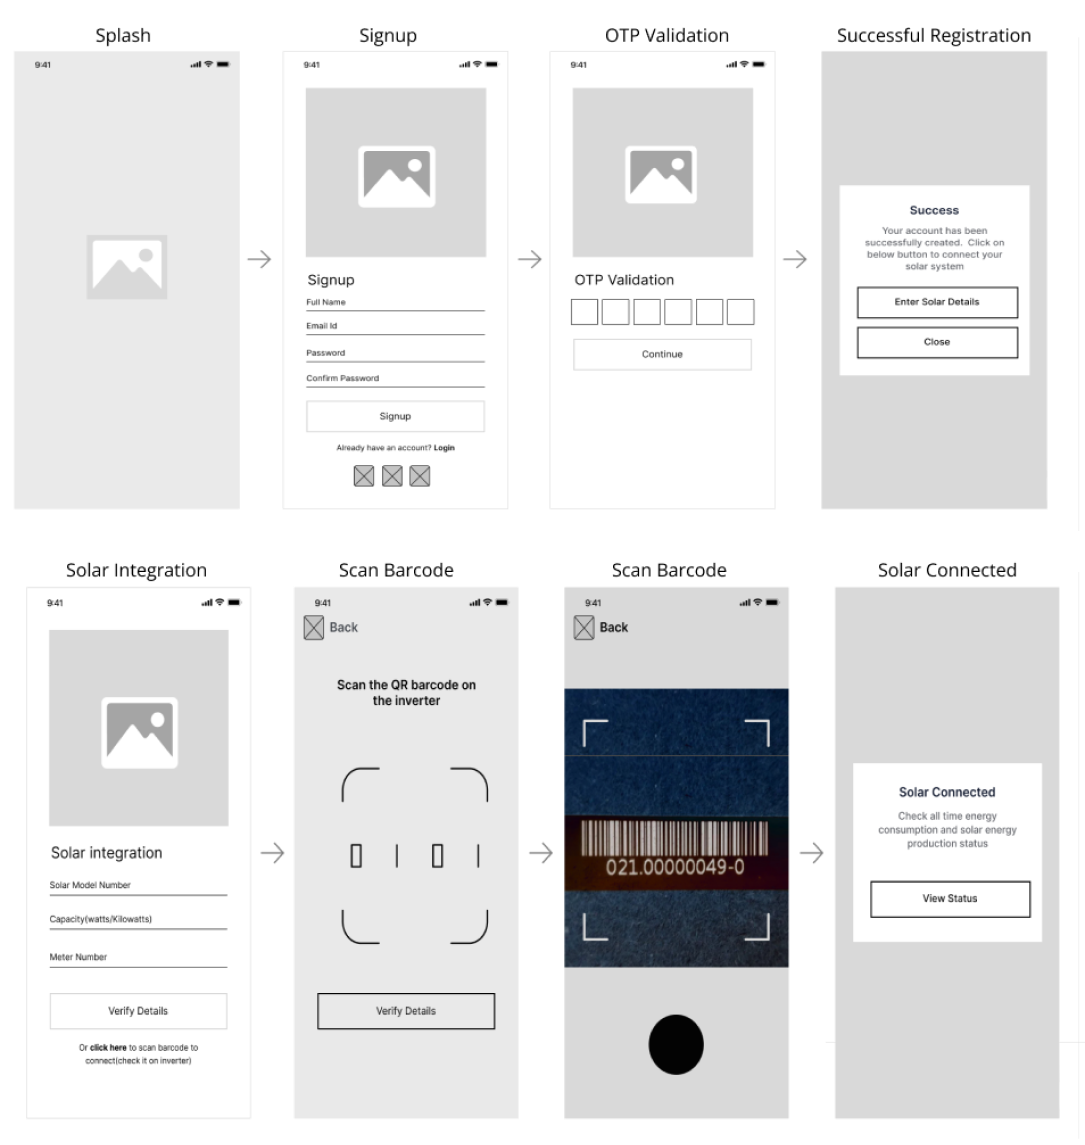 Splash
Signup
OTP Validation
Successful Registration
9:41
9:41
9:41
Signup
Full Name
Email Id
Password
Confirm Password
Signup
Already have an account? Login
OTP Validation
Continue
Success
Your account has been
successfully created. Click on
below button to connect your
solar system
Enter Solar Details
Close
Solar Integration
Scan Barcode
Scan Barcode
Solar Connected
9:41
Solar integration
Solar Model Number
Capacity(watts/Kilowatts)
Meter Number
Verify Details
Or click here to scan barcode to
connect(check it on inverter)
9:41
Back
Scan the QR barcode on
the inverter
Verify Details
9:41
Back
021.00000049-0
Solar Connected
Check all time energy
consumption and solar energy
production status
View Status